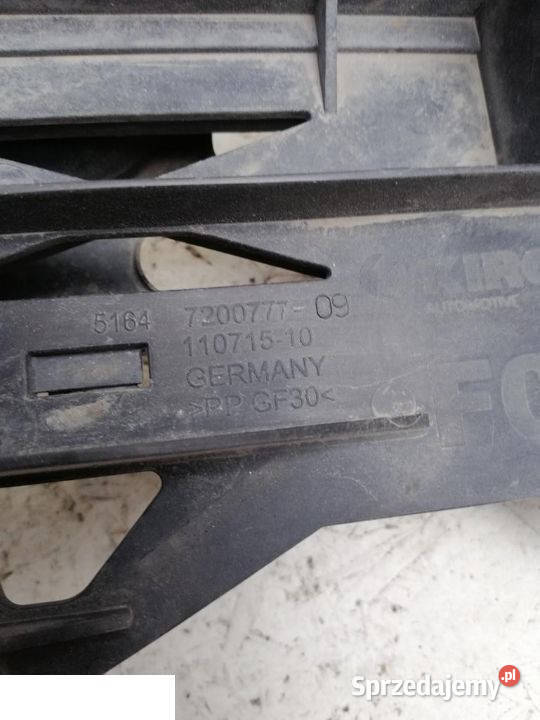 5164 7200777-09
110715-10
GERMANY
>PP GF30<
AUTOMOTIVE
Sprzedajemy.pl